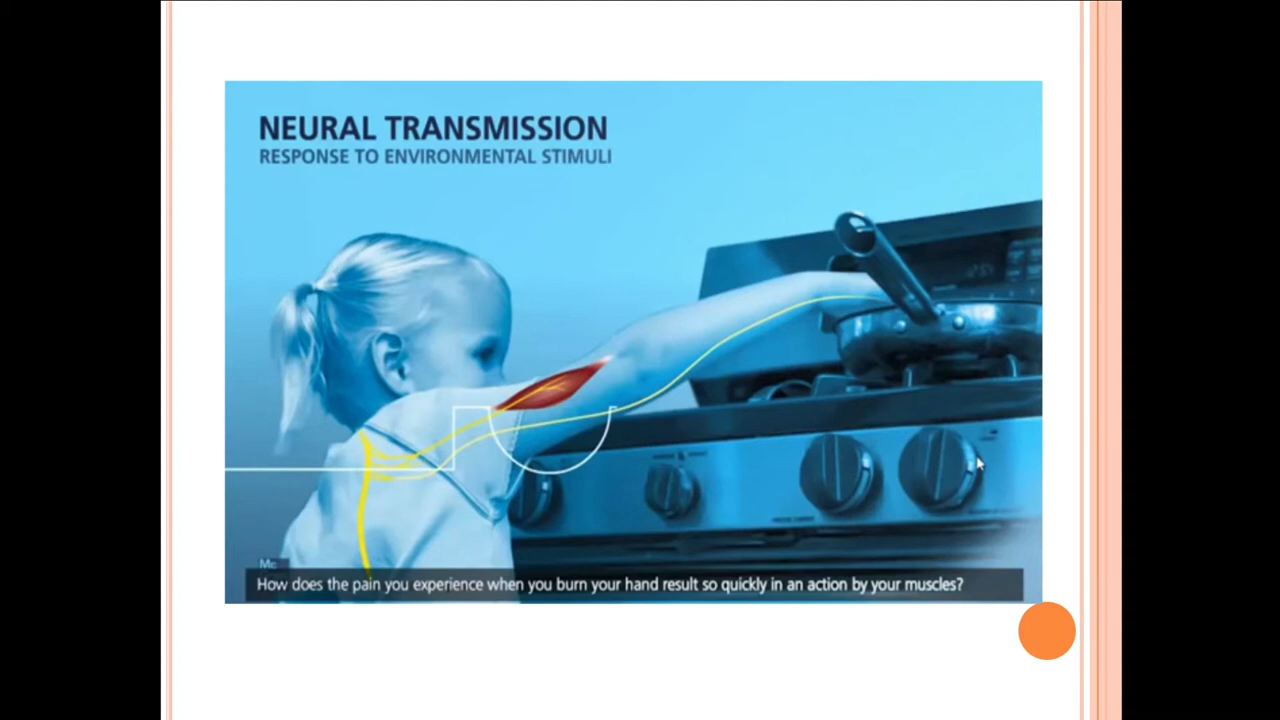 NEURAL TRANSMISSION
RESPONSE TO ENVIRONMENTAL STIMULI
Mc
How does the pain you experience when you burn your hand result so quickly in an action by your muscles?